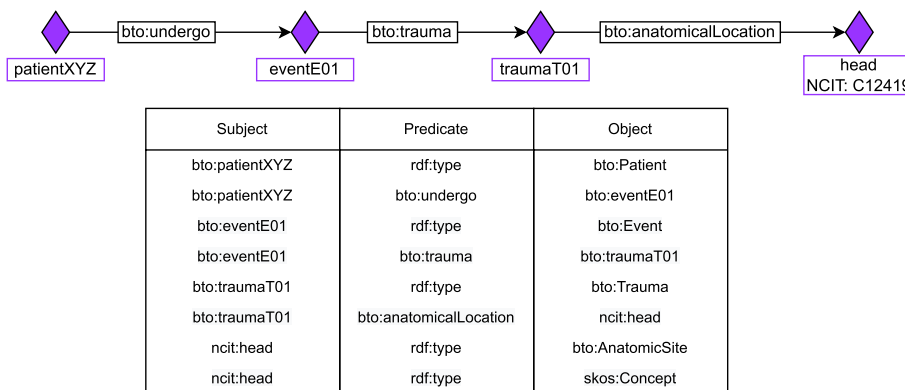 bto:undergo bto:trauma bto:anatomicalLocation
patientXYZ eventE01 traumaT01 head
NCIT: C12419
Subject Predicate Object
bto:patientXYZ rdf:type bto:Patient
bto:patientXYZ bto:undergo bto:eventE01
bto:eventE01 rdf:type bto:Event
bto:eventE01 bto:trauma bto:traumaT01
bto:traumaT01 rdf:type bto:Trauma
bto:traumaT01 bto:anatomicalLocation ncit:head
ncit:head rdf:type bto:AnatomicSite
ncit:head rdf:type skos:Concept